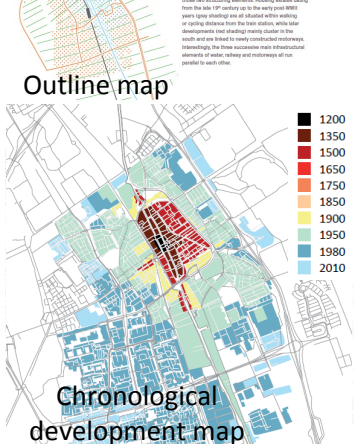 those two structuring elements. Housing estates dating
from the late 19th century up to the early post-WWII
years (gray shading) are all situated within walking
or cycling distance from the train station, while later
developments (red shading) mainly cluster in the
south and are linked to newly constructed motorways.
Interestingly, the three successive main infrastructural
elements of water, railway and motorways all run
parallel to each other.
Outline map
1200
1350
1500
1650
1750
1850
1900
1950
1980
2010
Chronological
development map